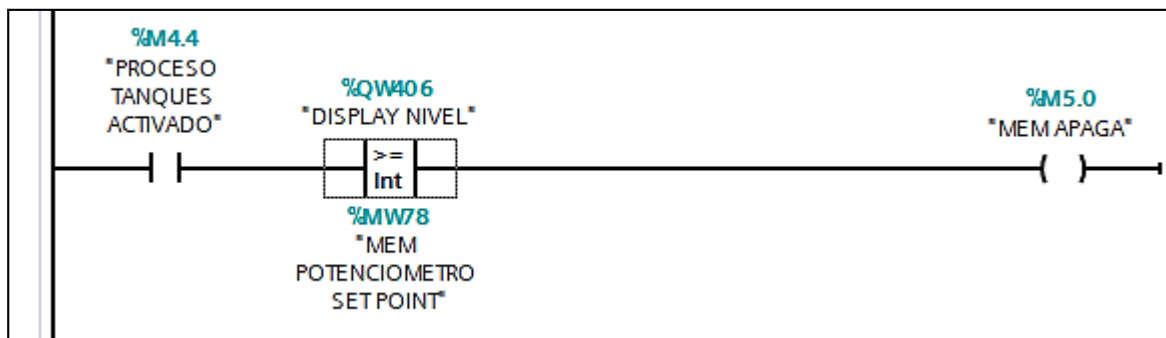 %M4.4
"PROCESO
TANQUES
ACTIVADO"
%QW406
"DISPLAY NIVEL"
>=
Int
%MW78
"MEM
POTENCIOMETRO
SET POINT"
%M5.0
"MEM APAGA"